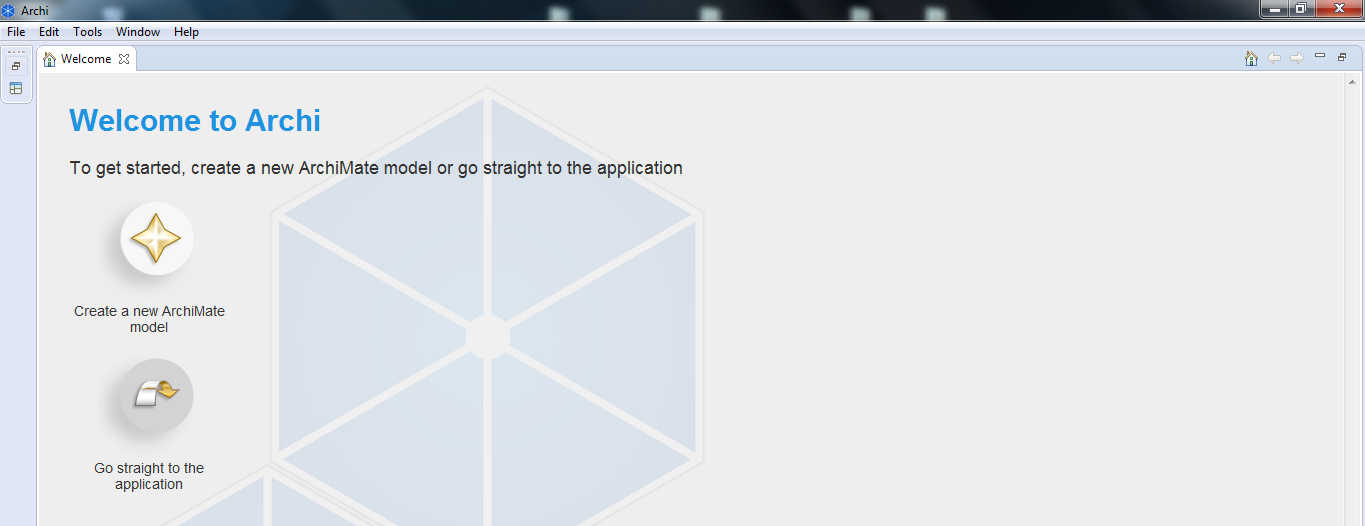 Archi
File Edit Tools Window Help
Welcome
Welcome to Archi
To get started, create a new ArchiMate model or go straight to the application
Create a new ArchiMate
model
Go straight to the
application